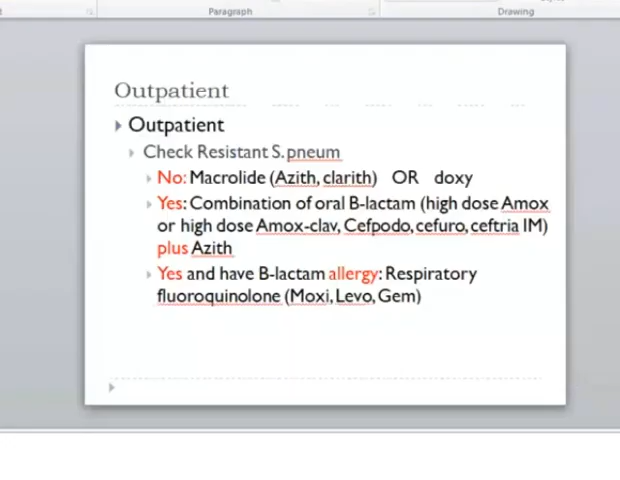 Paragraph
Drawing
Outpatient
Outpatient
Check Resistant S.pneum
No: Macrolide (Azith, clarith) OR doxy
Yes: Combination of oral B-lactam (high dose Amox
or high dose Amox-clav, Cefpodo, cefuro, ceftria IM)
plus Azith
Yes and have B-lactam allergy: Respiratory
fluoroquinolone (Moxi, Levo, Gem)